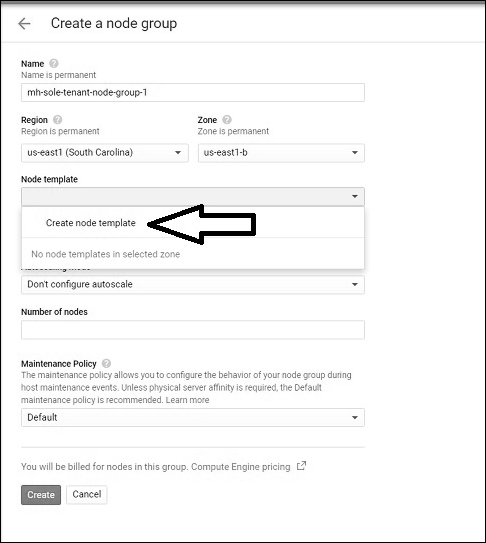 Create a node group
Name
Name is permanent
mh-sole-tenant-node-group-1
Region Zone
Region is permanent Zone is permanent
us-east1 (South Carolina) us-east1-b
Node template
Create node template
No node templates in selected zone
Autoscaling mode
Don't configure autoscale
Number of nodes
Maintenance Policy
The maintenance policy allows you to configure the behavior of your node group during
host maintenance events. Unless physical server affinity is required, the Default
maintenance policy is recommended. Learn more
Default
You will be billed for nodes in this group. Compute Engine pricing
Create Cancel